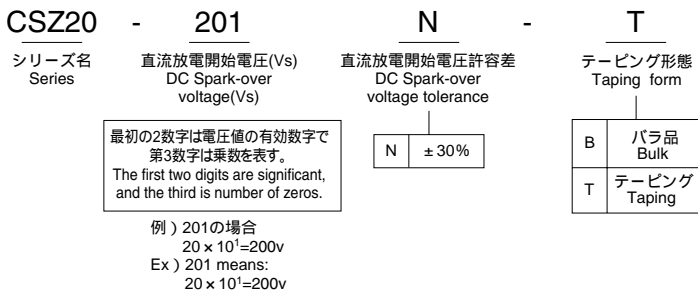 CSZ20 - 201 N - T
シリーズ名
Series
直流放電開始電圧(Vs)
DC Spark-over
voltage(Vs)
直流放電開始電圧許容差
DC Spark-over
voltage tolerance
テーピング形態
Taping form
最初の2数字は電圧値の有効数字で
第3数字は乗数を表す。
The first two digits are significant,
and the third is number of zeros.
N ±30%
B バラ品
Bulk
T テーピング
Taping
例）201の場合
20×10¹=200v
Ex）201 means:
20×10¹=200v